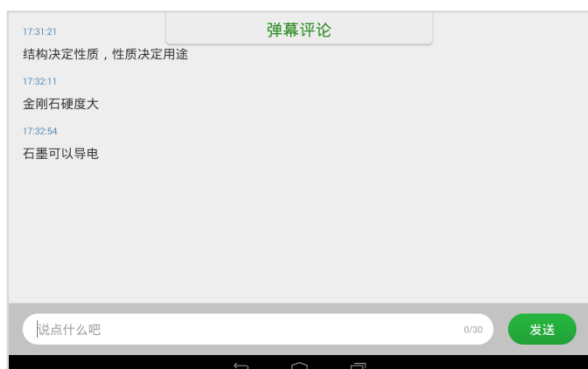 弹幕评论
17:31:21
结构决定性质，性质决定用途
17:32:11
金刚石硬度大
17:32:54
石墨可以导电
说点什么吧
0/30
发送